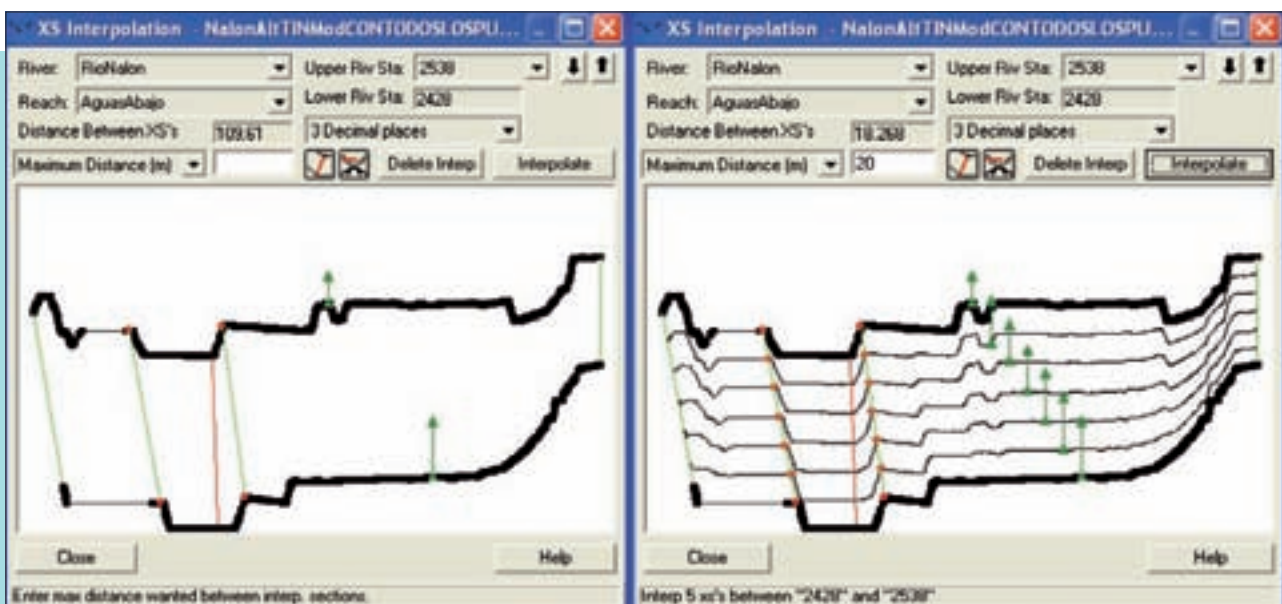 XS Interpolation - NalonAltTINModCONTODOSLOSPU...
River: RioNalon Upper Riv Sta: 2538
Reach: AguasAbajo Lower Riv Sta: 2428
Distance Between XS's 109.61 3 Decimal places
Maximum Distance (m) Delete Interp Interpolate
Close Help
Enter max distance wanted between interp. sections.
XS Interpolation - NalonAltTINModCONTODOSLOSPU...
River: RioNalon Upper Riv Sta: 2538
Reach: AguasAbajo Lower Riv Sta: 2428
Distance Between XS's 18.268 3 Decimal places
Maximum Distance (m) 20 Delete Interp Interpolate
Close Help
Interp 5 xs's between "2428" and "2538"